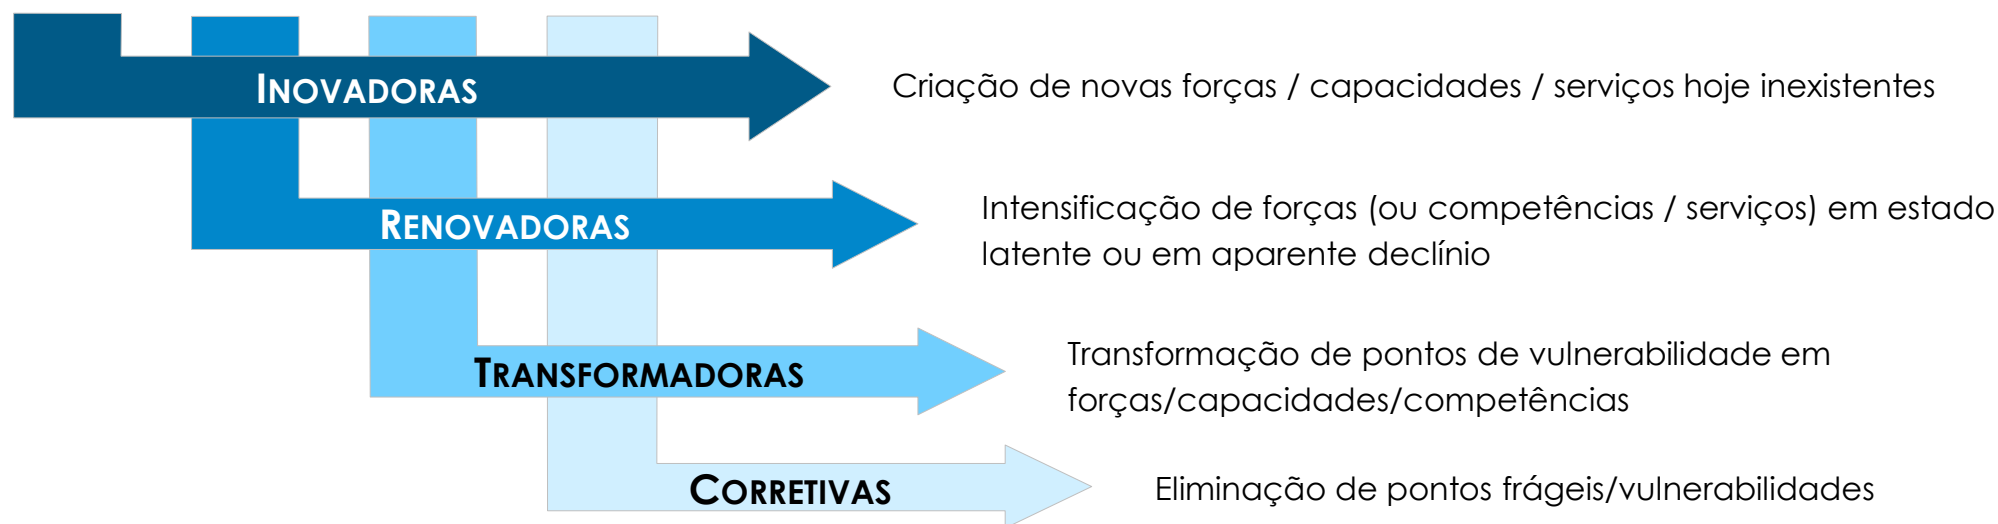 INOVADORAS
Criação de novas forças / capacidades / serviços hoje inexistentes
RENOVADORAS
Intensificação de forças (ou competências / serviços) em estado
latente ou em aparente declínio
TRANSFORMADORAS
Transformação de pontos de vulnerabilidade em
forças/capacidades/competências
CORRETIVAS
Eliminação de pontos frágeis/vulnerabilidades